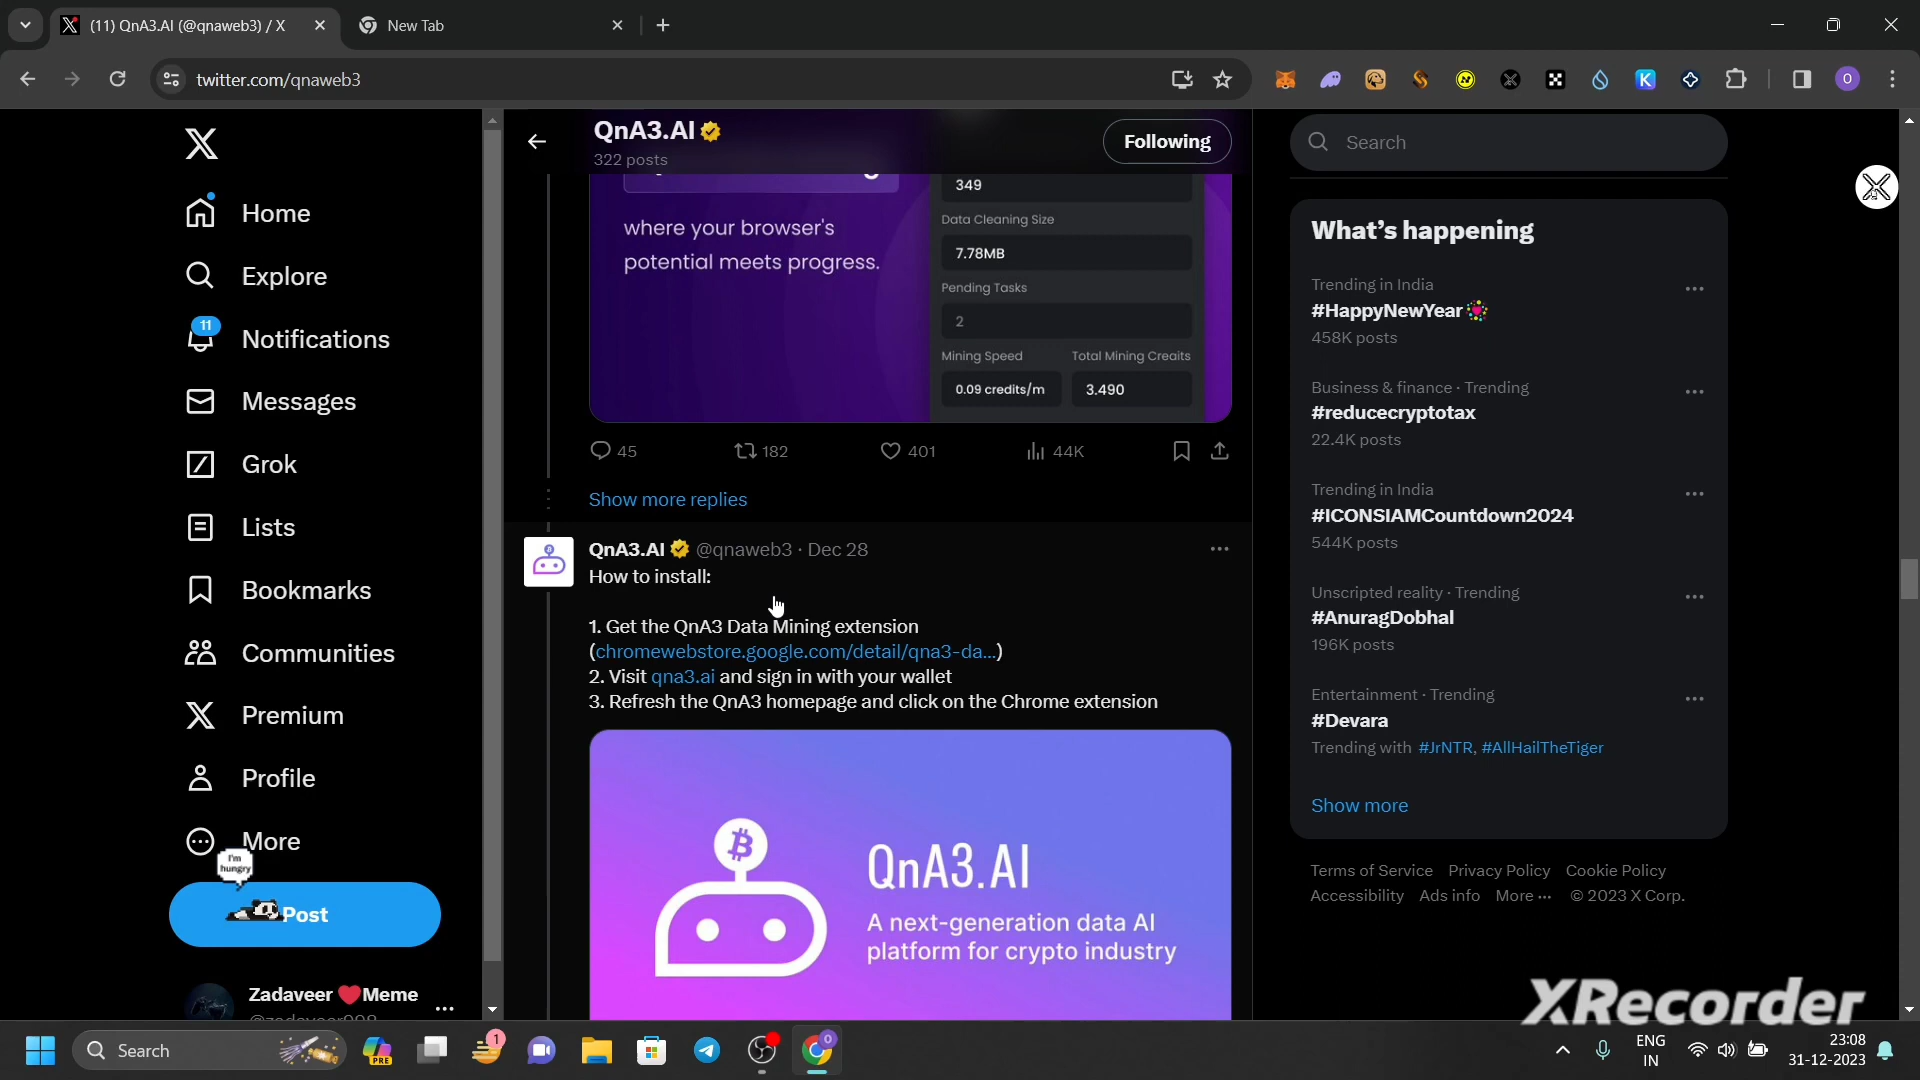 (11) QnA3.AI (@qnaweb3) / X
New Tab
twitter.com/qnaweb3
O
Home
Explore
11
Notifications
Messages
Grok
Lists
Bookmarks
Communities
Premium
Profile
More
I'm
hungry
Post
Zadaveer ❤️Meme
QnA3.AI
322 posts
Following
where your browser's
potential meets progress.
349
Data Cleaning Size
7.78MB
Pending Tasks
2
Mining Speed
Total Mining Creaits
0.09 credits/m
3.490
45
182
401
44K
Show more replies
QnA3.AI @qnaweb3 · Dec 28
How to install:
1. Get the QnA3 Data Mining extension
(chromewebstore.google.com/detail/qna3-da...)
2. Visit qna3.ai and sign in with your wallet
3. Refresh the QnA3 homepage and click on the Chrome extension
QnA3.AI
A next-generation data AI
platform for crypto industry
Search
What's happening
Trending in India
#HappyNewYear
458K posts
Business & finance · Trending
#reducecryptotax
22.4K posts
Trending in India
#ICONSIAMCountdown2024
544K posts
Unscripted reality · Trending
#AnuragDobhal
196K posts
Entertainment · Trending
#Devara
Trending with #JrNTR, #AllHailTheTiger
Show more
Terms of Service Privacy Policy Cookie Policy
Accessibility Ads info More ··· © 2023 X Corp.
XRecorder
Search
PRE
1
ENG
IN
23:08
31-12-2023